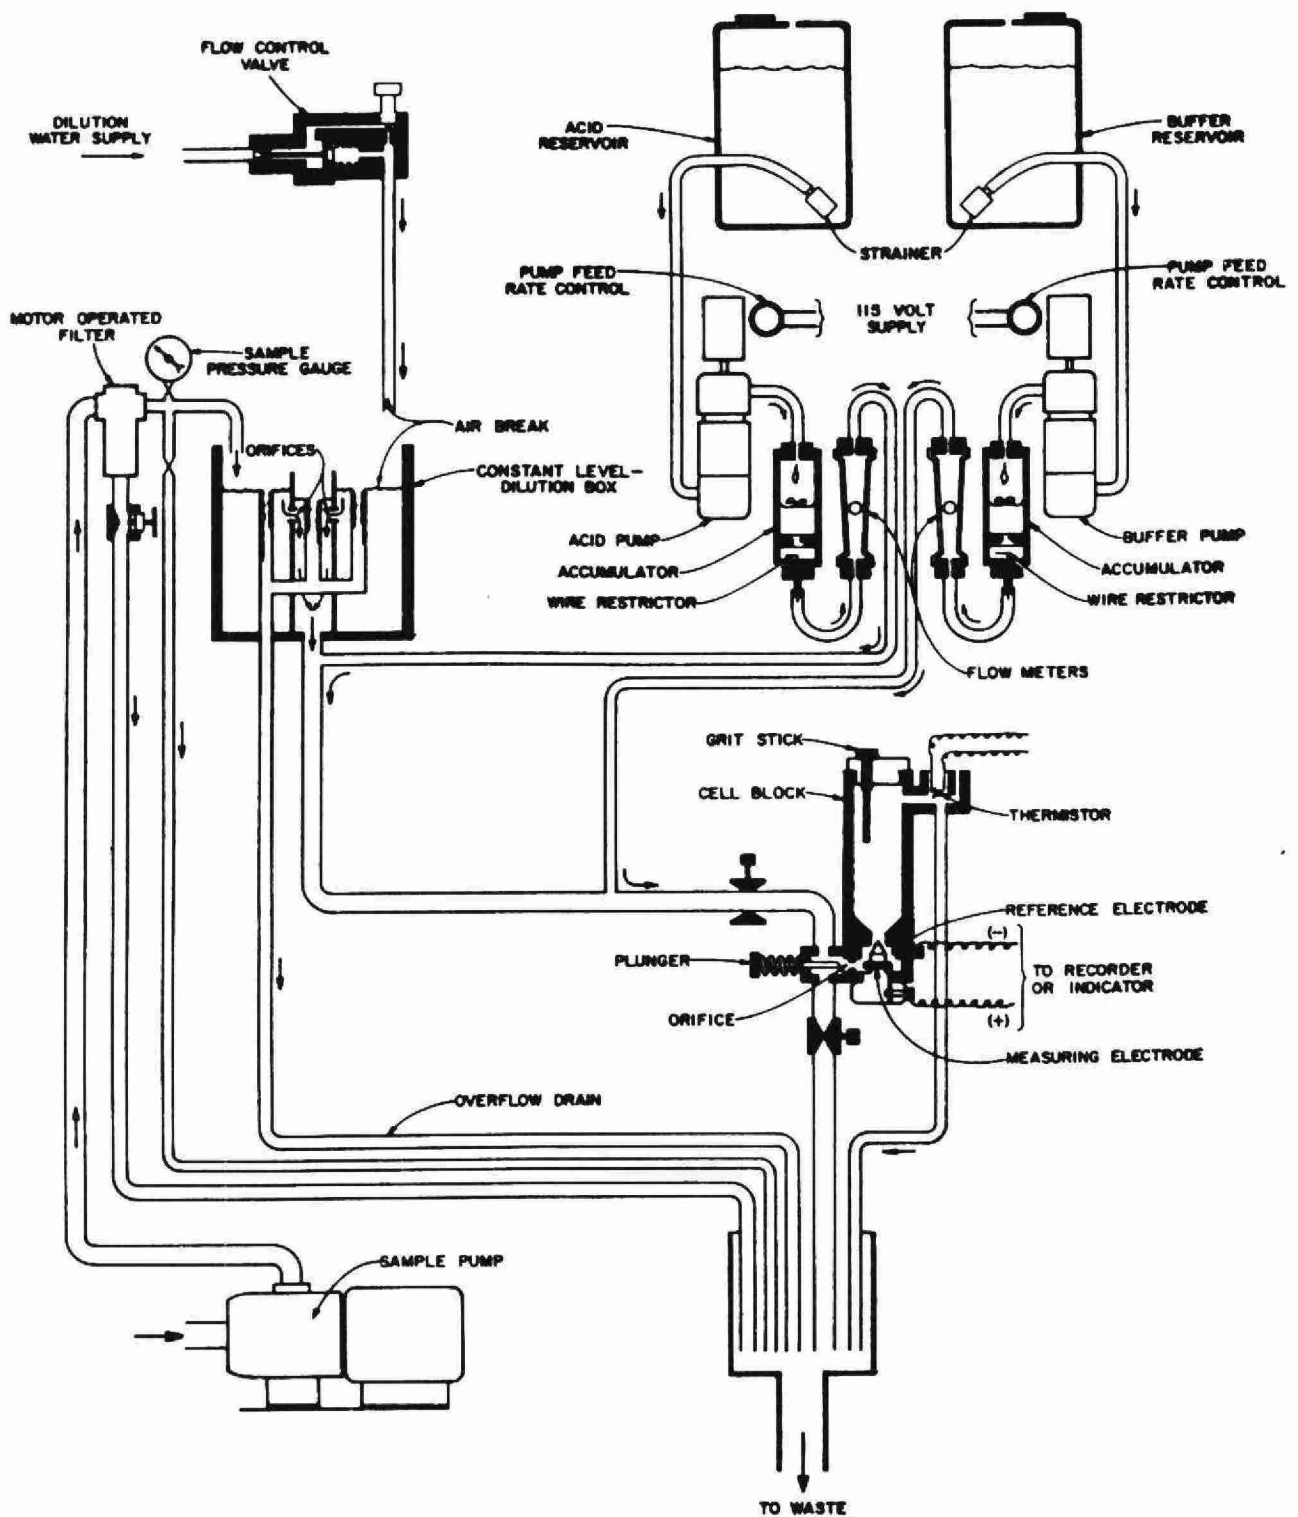 FLOW CONTROL
VALVE
DILUTION
WATER SUPPLY
ACID
RESERVOIR
BUFFER
RESERVOIR
STRAINER
PUMP FEED
RATE CONTROL
115 VOLT
SUPPLY
PUMP FEED
RATE CONTROL
MOTOR OPERATED
FILTER
SAMPLE
PRESSURE GAUGE
AIR BREAK
ORIFICES
CONSTANT LEVEL-
DILUTION BOX
ACID PUMP
ACCUMULATOR
WIRE RESTRICTOR
BUFFER PUMP
ACCUMULATOR
WIRE RESTRICTOR
FLOW METERS
GRIT STICK
CELL BLOCK
THERMISTOR
REFERENCE ELECTRODE
(-)
PLUNGER
TO RECORDER
OR INDICATOR
ORIFICE
(+)
MEASURING ELECTRODE
OVERFLOW DRAIN
SAMPLE PUMP
TO WASTE